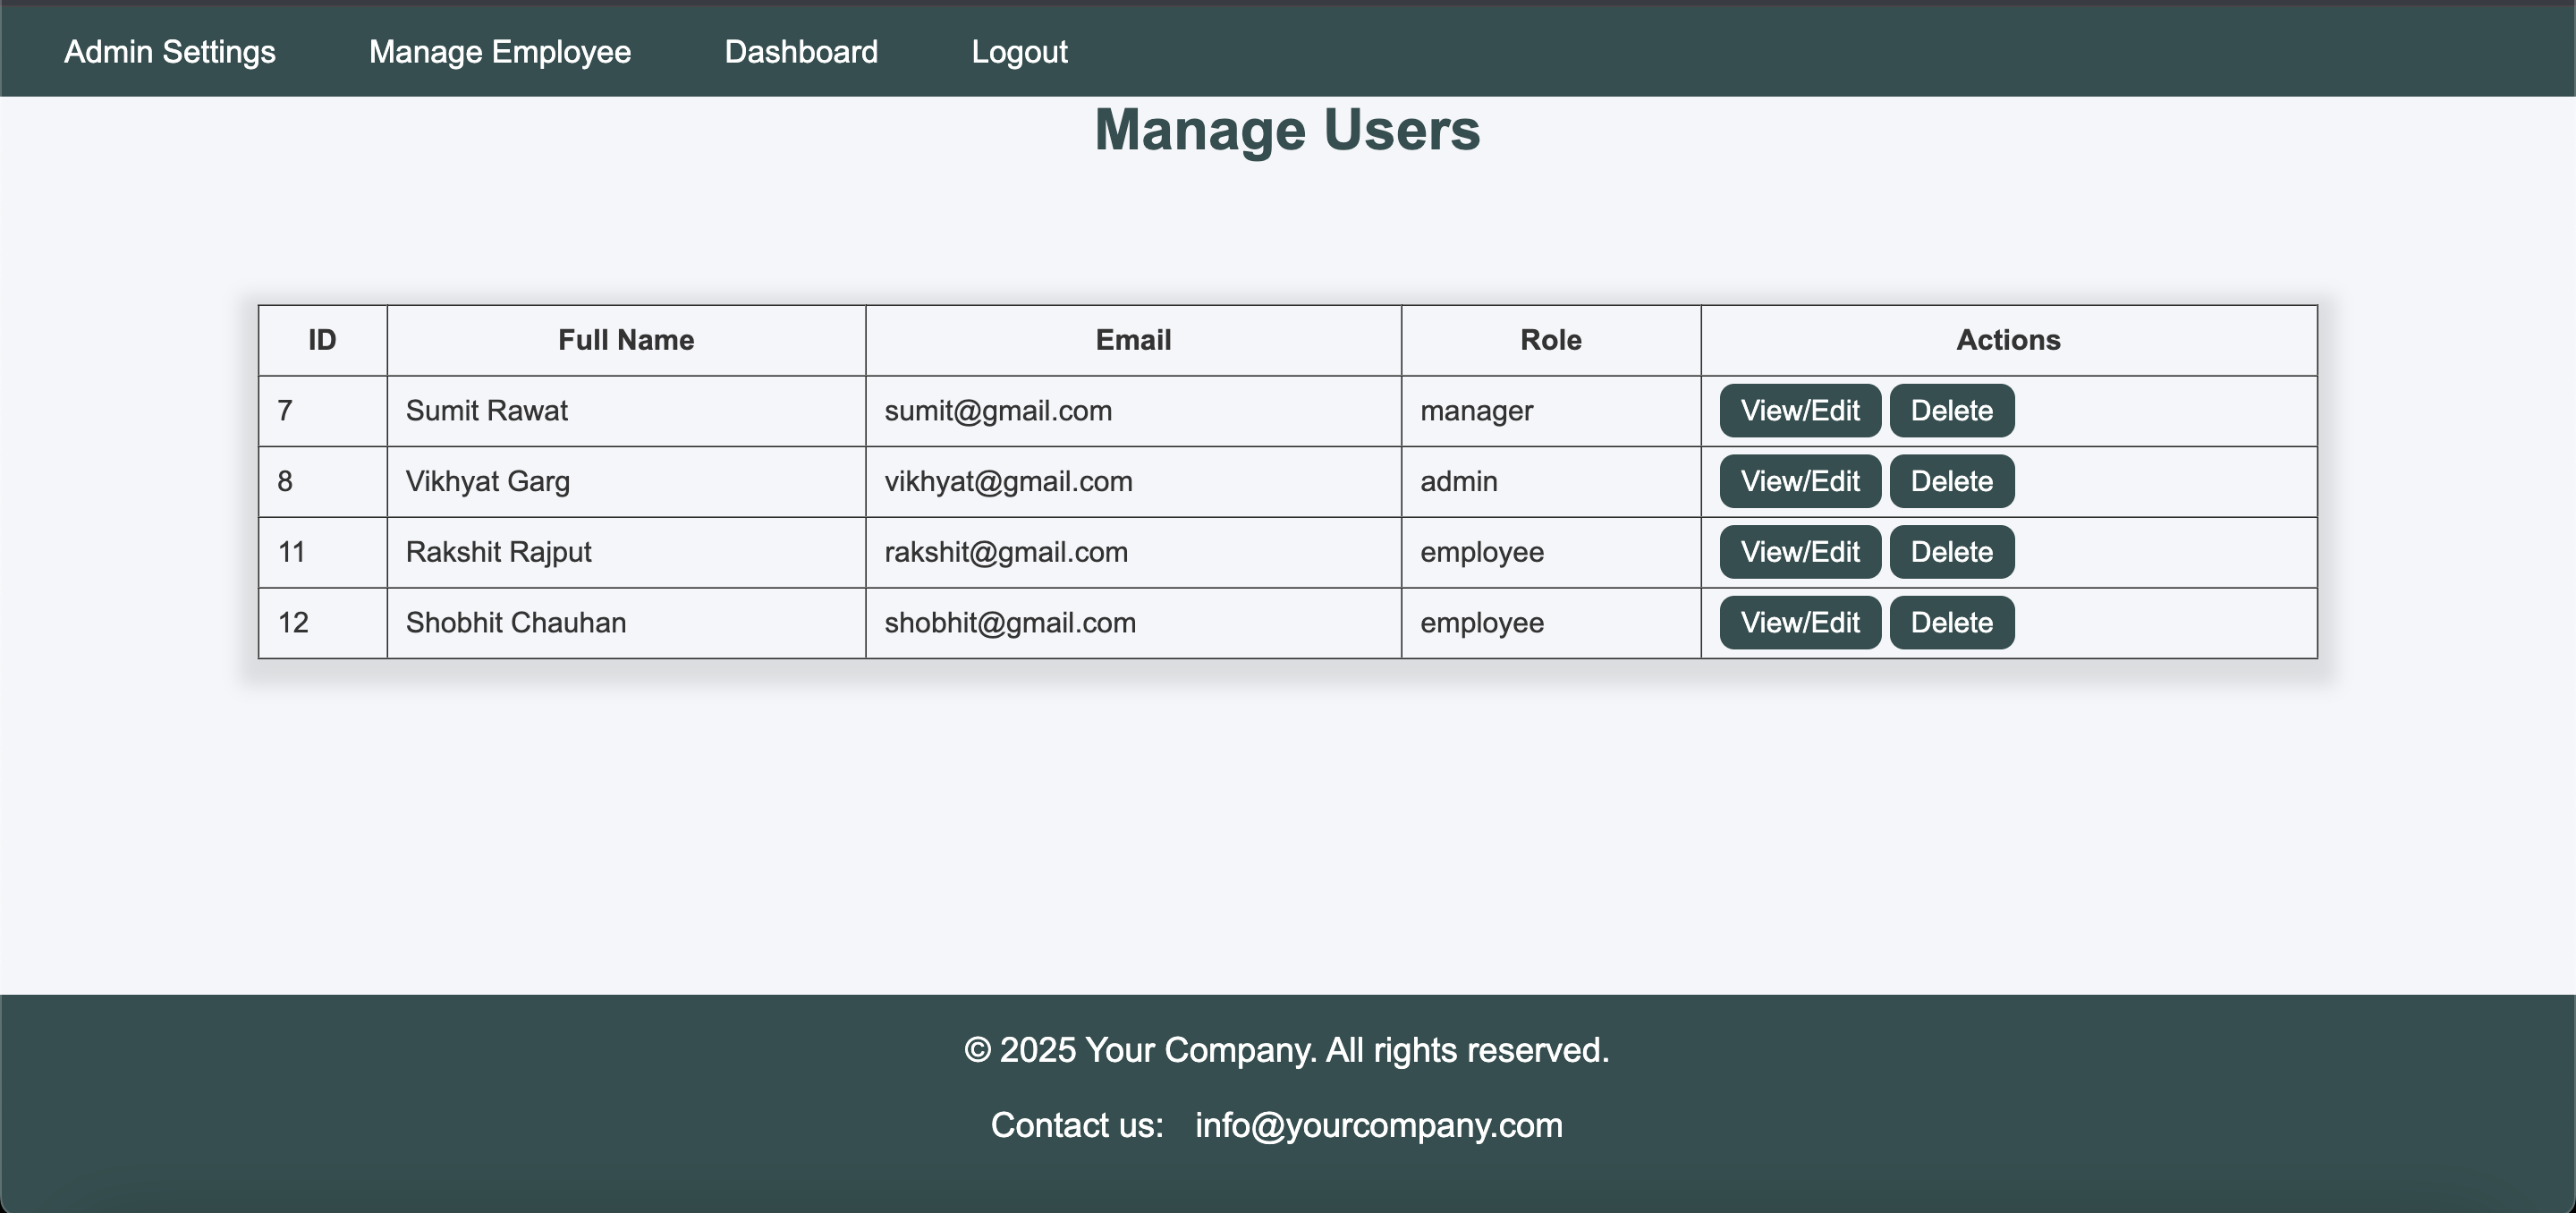 Admin Settings Manage Employee Dashboard Logout
Manage Users
ID Full Name Email Role Actions
7 Sumit Rawat sumit@gmail.com manager View/Edit Delete
8 Vikhyat Garg vikhyat@gmail.com admin View/Edit Delete
11 Rakshit Rajput rakshit@gmail.com employee View/Edit Delete
12 Shobhit Chauhan shobhit@gmail.com employee View/Edit Delete
© 2025 Your Company. All rights reserved.
Contact us: info@yourcompany.com